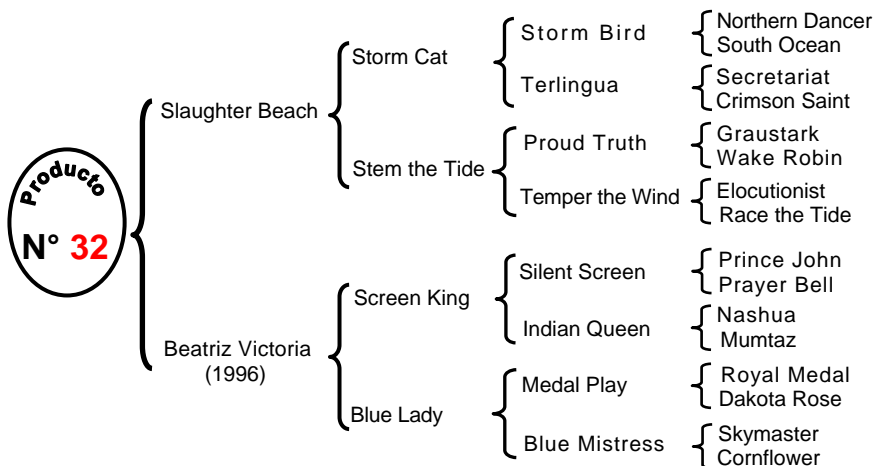 Producto
N° 32
Slaughter Beach
Beatriz Victoria
(1996)
Storm Cat
Stem the Tide
Screen King
Blue Lady
Storm Bird
Terlingua
Proud Truth
Temper the Wind
Silent Screen
Indian Queen
Medal Play
Blue Mistress
Northern Dancer
South Ocean
Secretariat
Crimson Saint
Graustark
Wake Robin
Elocutionist
Race the Tide
Prince John
Prayer Bell
Nashua
Mumtaz
Royal Medal
Dakota Rose
Skymaster
Cornflower